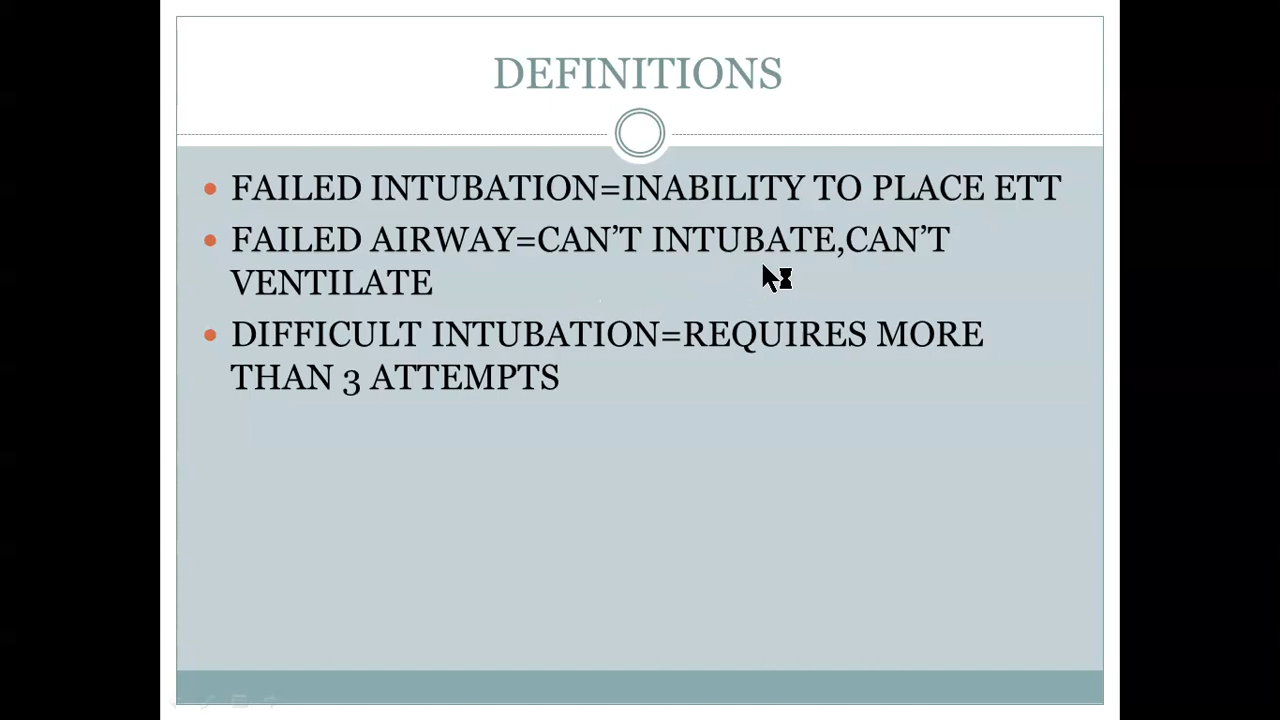 DEFINITIONS
FAILED INTUBATION=INABILITY TO PLACE ETT
FAILED AIRWAY=CAN’T INTUBATE,CAN’T
VENTILATE
DIFFICULT INTUBATION=REQUIRES MORE
THAN 3 ATTEMPTS